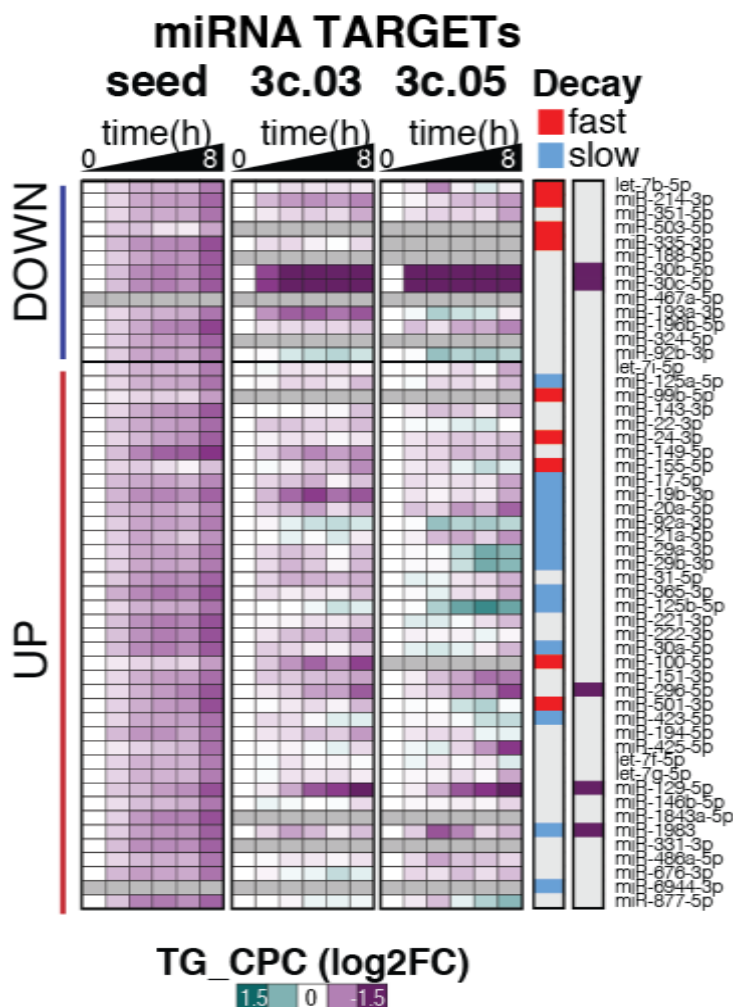 miRNA TARGETs
seed 3c.03 3c.05 Decay
fast
slow
time(h) time(h) time(h)
0 8 0 8 0 8
DOWN
UP
let-7b-5p
miR-214-3p
miR-351-5p
miR-503-5p
miR-335-3p
miR-188-5p
miR-30b-5p
miR-30c-5p
miR-467a-5p
miR-193a-3p
miR-196b-5p
miR-324-5p
miR-92b-3p
let-7i-5p
miR-125a-5p
miR-99b-5p
miR-143-3p
miR-22-3p
miR-24-3p
miR-149-5p
miR-155-5p
miR-17-5p
miR-19b-3p
miR-20a-5p
miR-92a-3p
miR-21a-5p
miR-29a-3p
miR-29b-3p
miR-31-5p
miR-365-3p
miR-125b-5p
miR-221-3p
miR-222-3p
miR-30a-5p
miR-100-5p
miR-151-3p
miR-296-5p
miR-501-3p
miR-423-5p
miR-194-5p
miR-425-5p
let-7f-5p
let-7g-5p
miR-129-5p
miR-146b-5p
miR-1843a-5p
miR-1983
miR-331-3p
miR-486a-5p
miR-676-3p
miR-6944-3p
miR-877-5p
TG_CPC (log2FC)
1.5 0 -1.5